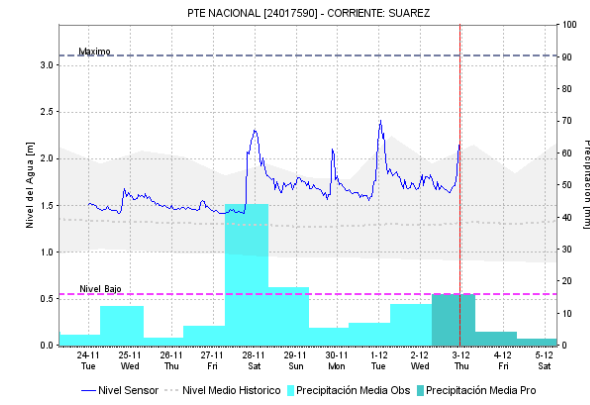 PTE NACIONAL [24017590] - CORRIENTE: SUAREZ
Nivel del Agua [m]
3.0
2.5
2.0
1.5
1.0
0.5
0.0
Maximo
Nivel Bajo
100
90
80
70
60
50
40
30
20
10
0
Precipitacion [mm]
24-11 25-11 26-11 27-11 28-11 29-11 30-11 1-12 2-12 3-12 4-12 5-12
Tue Wed Thu Fri Sat Sun Mon Tue Wed Thu Fri Sat
Nivel Sensor Nivel Medio Historico Precipitación Media Obs Precipitación Media Pro